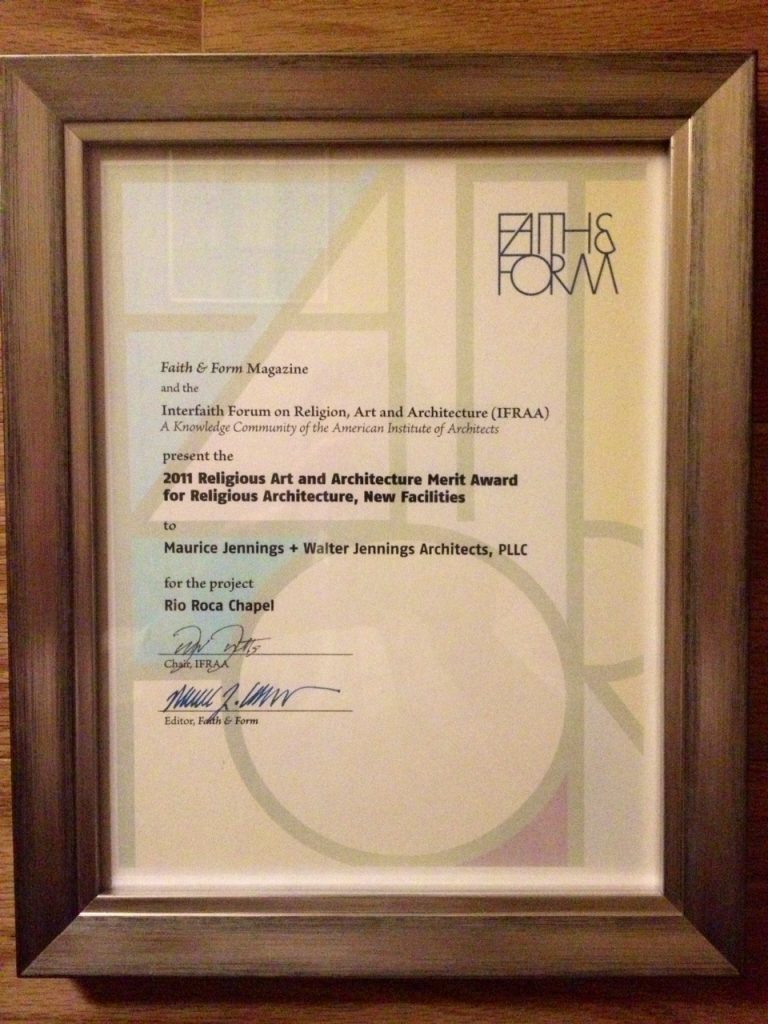 FAITH&
FORM
Faith & Form Magazine
and the
Interfaith Forum on Religion, Art and Architecture (IFRAA)
A Knowledge Community of the American Institute of Architects
present the
2011 Religious Art and Architecture Merit Award
for Religious Architecture, New Facilities
to
Maurice Jennings + Walter Jennings Architects, PLLC
for the project
Rio Roca Chapel
Chair, IFRAA
Editor, Faith & Form